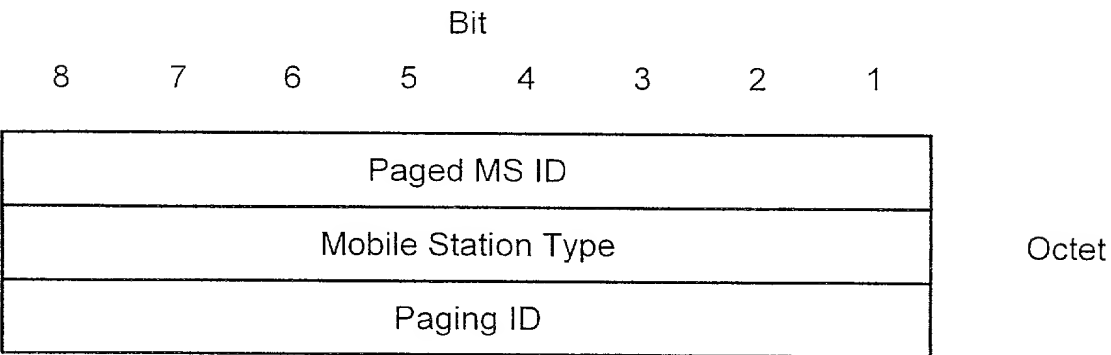 Bit
8 7 6 5 4 3 2 1
Paged MS ID
Mobile Station Type
Octet
Paging ID